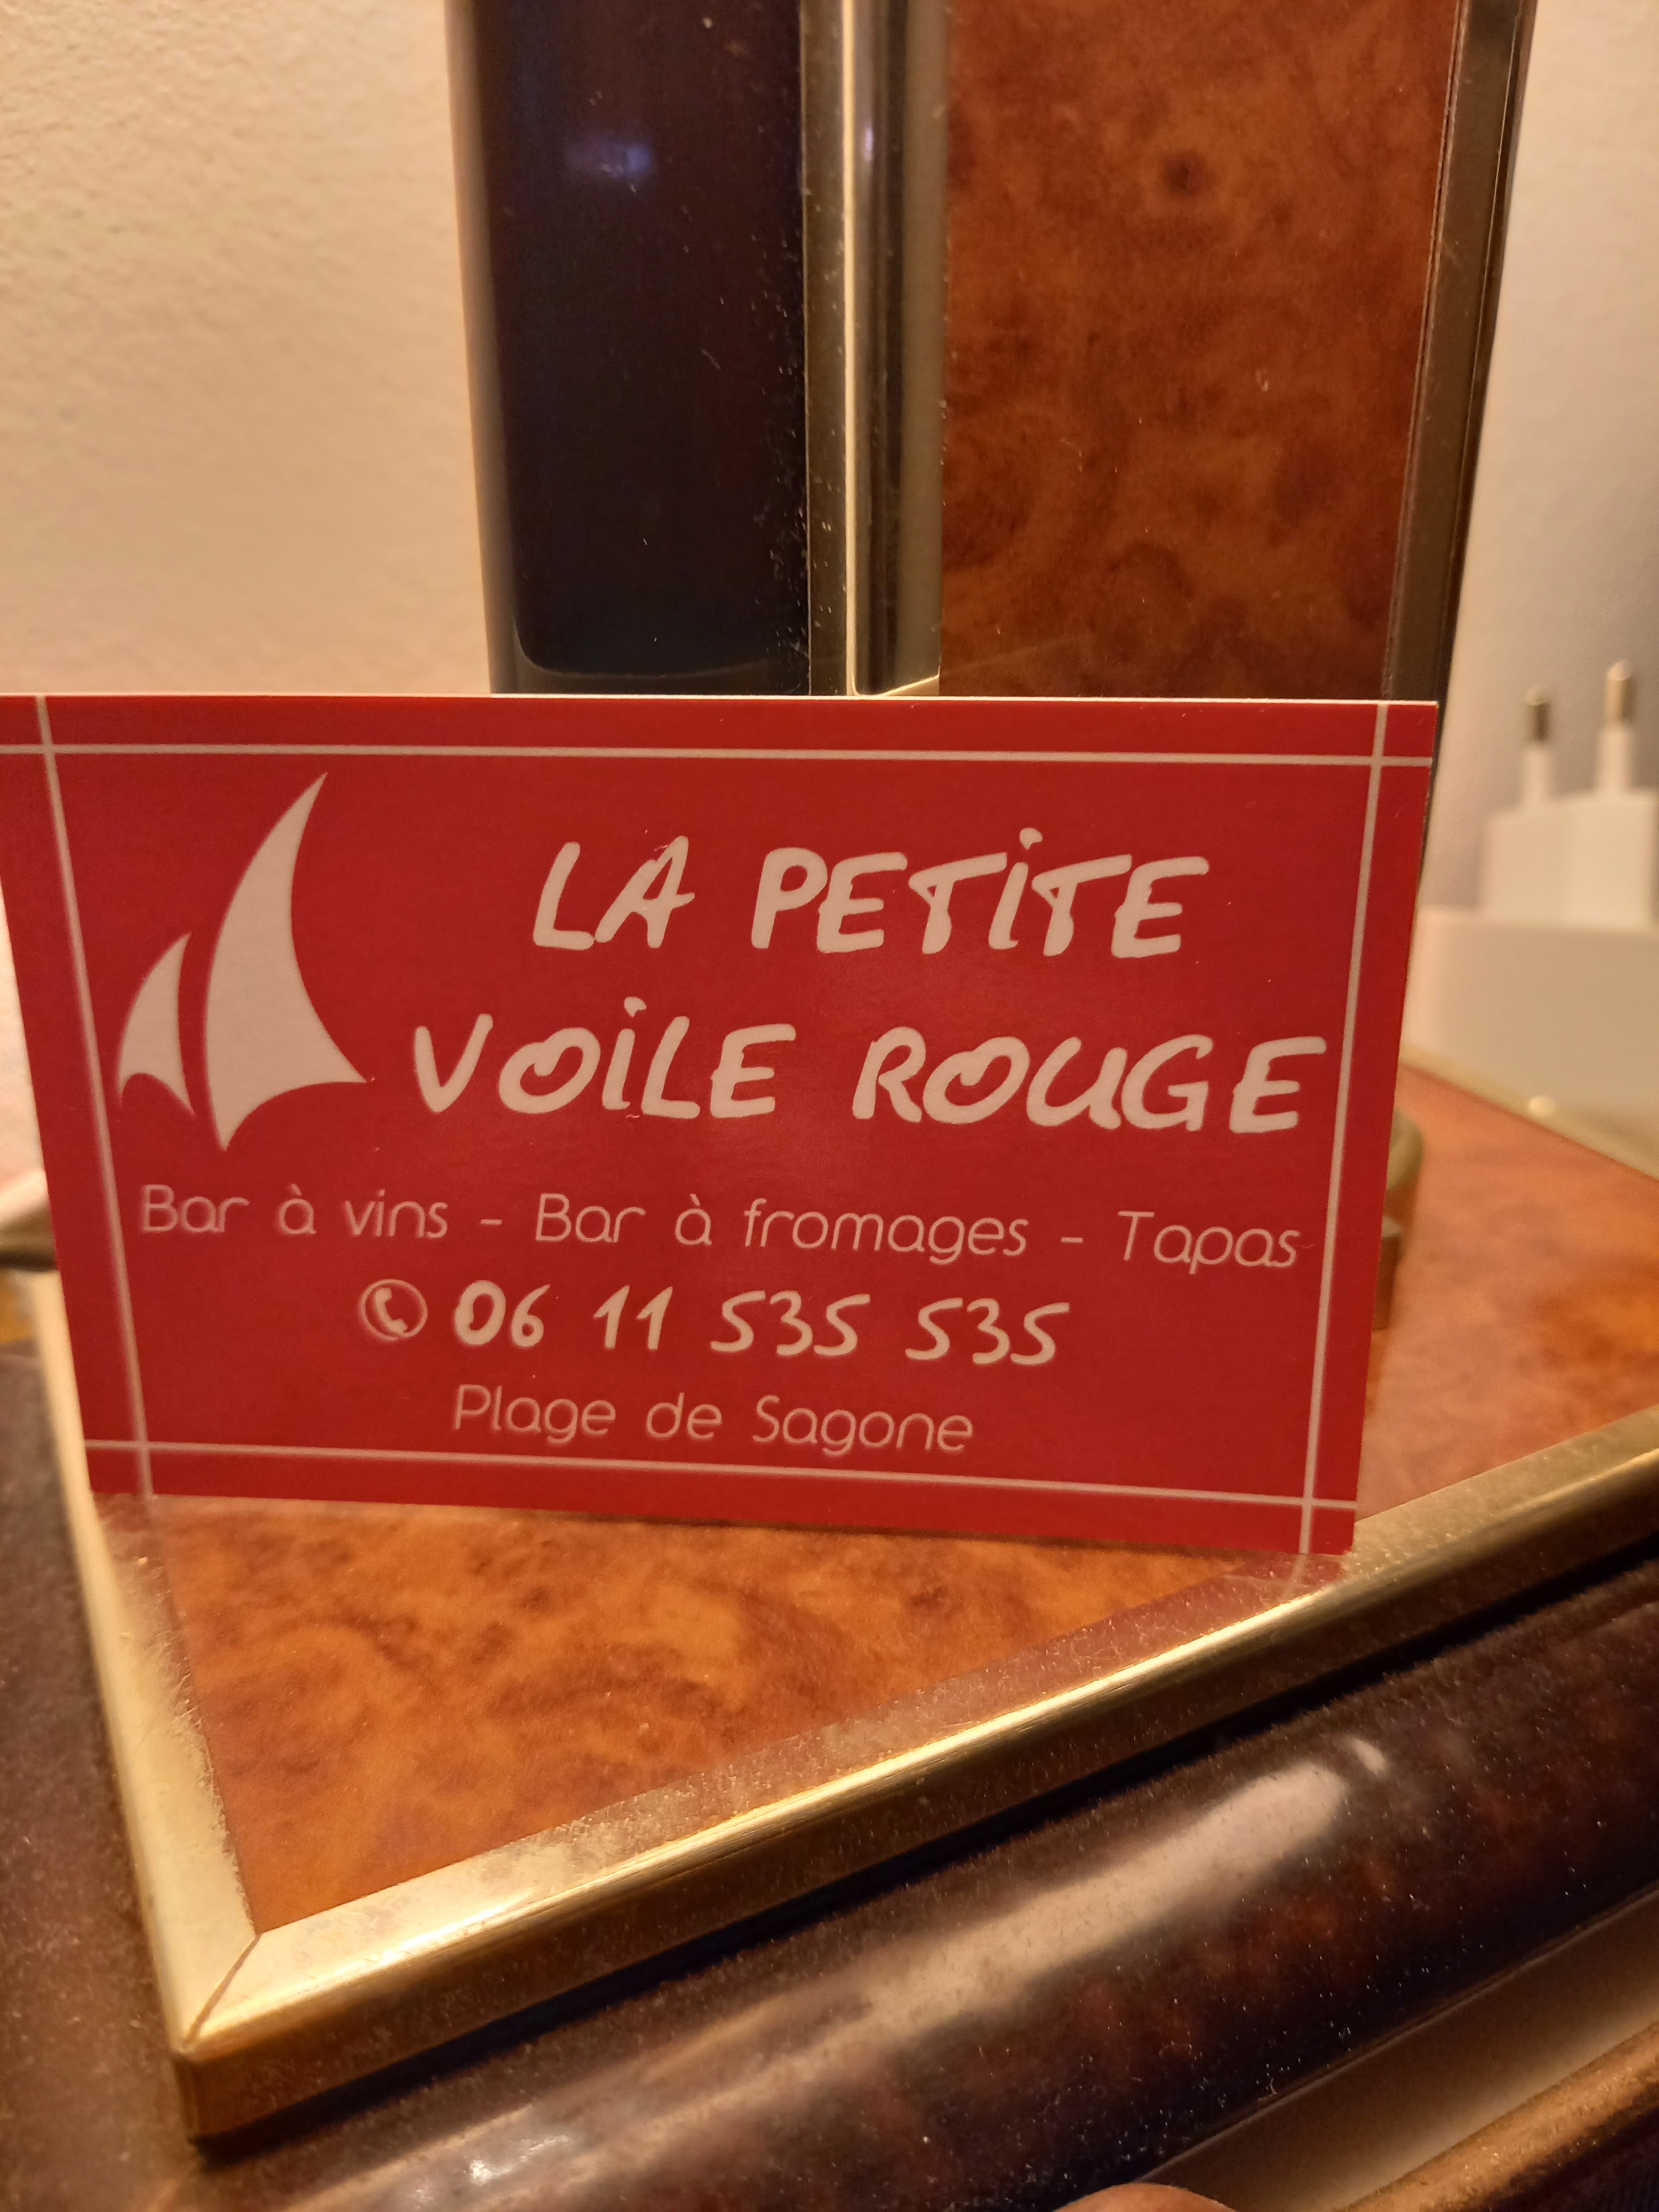 LA PETITE
VOILE ROUGE
Bar à vins - Bar à fromages - Tapas
06 11 535 535
Plage de Sagone